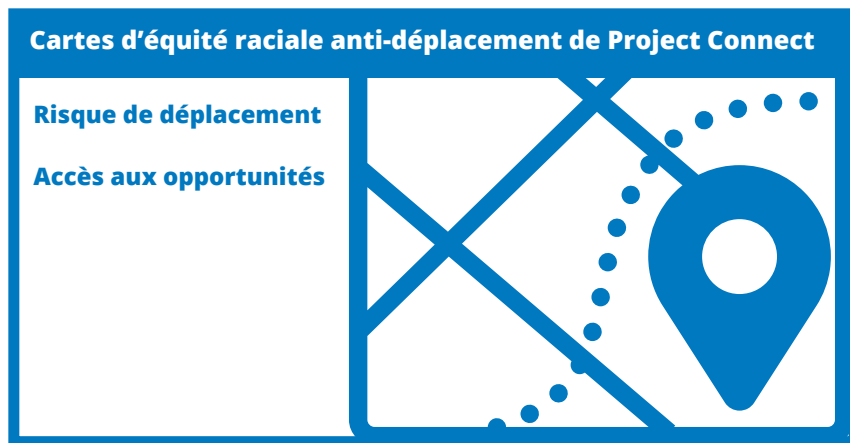 Cartes d’équité raciale anti-déplacement de Project Connect
Risque de déplacement
Accès aux opportunités